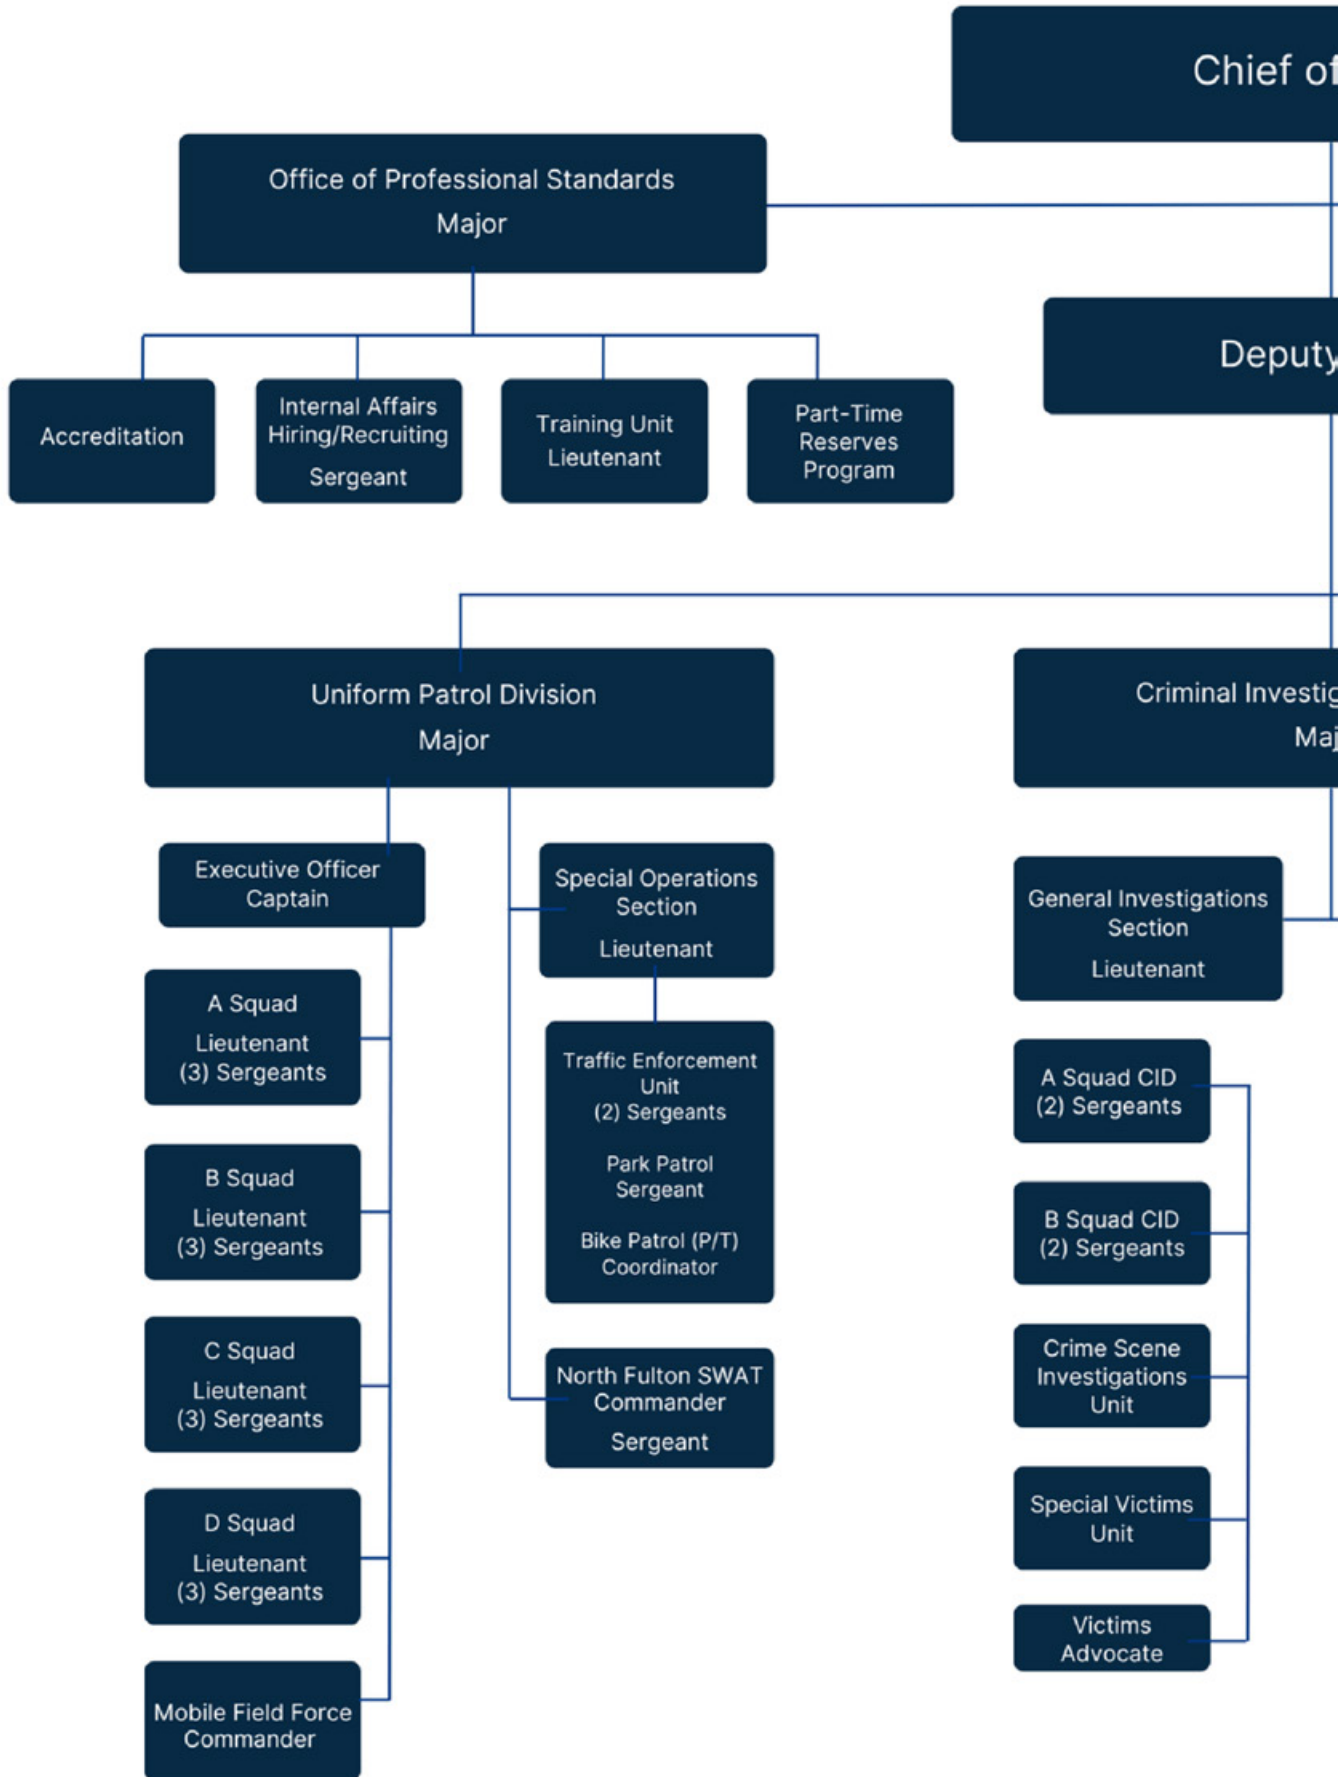 Chief of
Office of Professional Standards
Major
Deputy
Accreditation
Internal Affairs
Hiring/Recruiting
Sergeant
Training Unit
Lieutenant
Part-Time
Reserves
Program
Uniform Patrol Division
Major
Criminal Investig
Maj
Executive Officer
Captain
A Squad
Lieutenant
(3) Sergeants
B Squad
Lieutenant
(3) Sergeants
C Squad
Lieutenant
(3) Sergeants
D Squad
Lieutenant
(3) Sergeants
Mobile Field Force
Commander
Special Operations
Section
Lieutenant
Traffic Enforcement
Unit
(2) Sergeants
Park Patrol
Sergeant
Bike Patrol (P/T)
Coordinator
North Fulton SWAT
Commander
Sergeant
General Investigations
Section
Lieutenant
A Squad CID
(2) Sergeants
B Squad CID
(2) Sergeants
Crime Scene
Investigations
Unit
Special Victims
Unit
Victims
Advocate